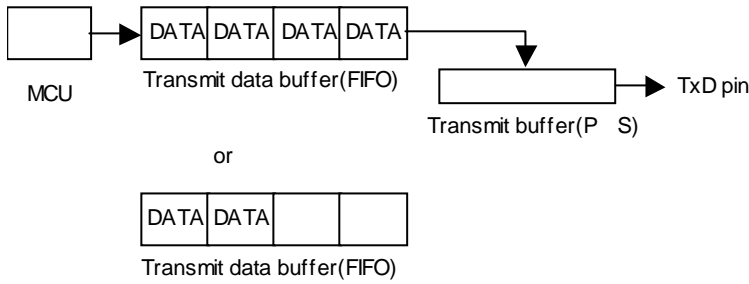 DATA DATA DATA DATA
MCU
Transmit data buffer(FIFO)
TxD pin
Transmit buffer(P S)
or
DATA DATA
Transmit data buffer(FIFO)